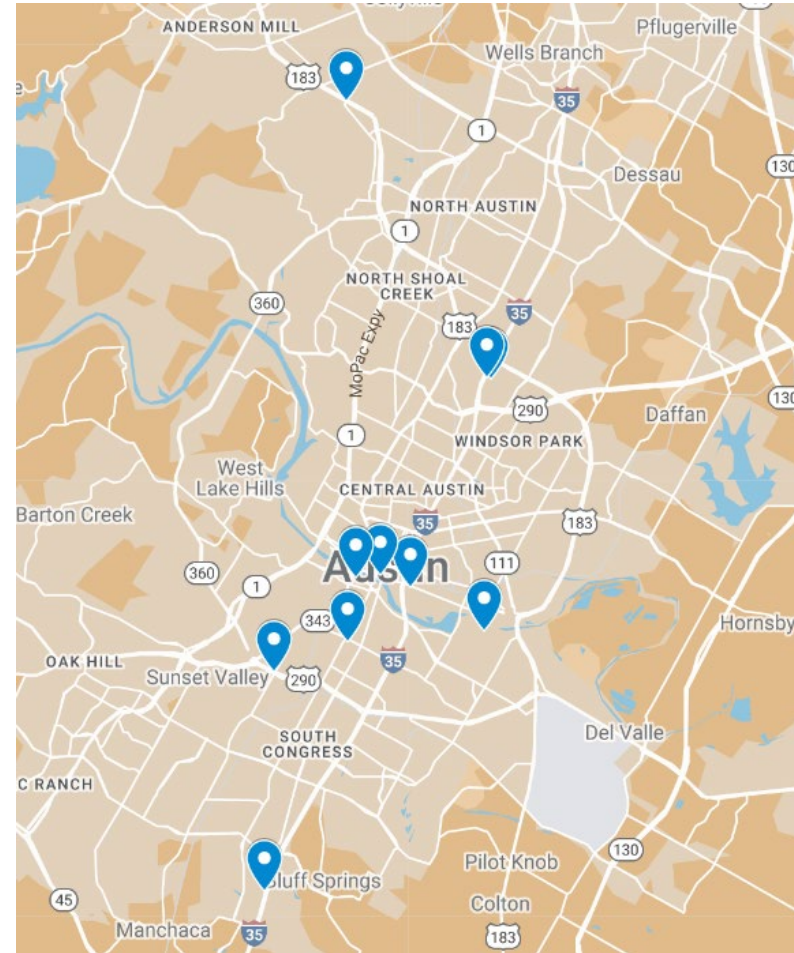 ANDERSON MILL
Pflugerville
Wells Branch
183
35
1
130
Dessau
NORTH AUSTIN
1
NORTH SHOAL
CREEK
360
35
183
MoPac Expy
130
290
Daffan
1
WINDSOR PARK
West
Lake Hills
CENTRAL AUSTIN
Barton Creek
35
183
111
360
Austin
1
343
Hornsby
OAK HILL
35
Sunset Valley
290
Del Valle
SOUTH
CONGRESS
C RANCH
130
Pilot Knob
Bluff Springs
45
Colton
Manchaca
35
183